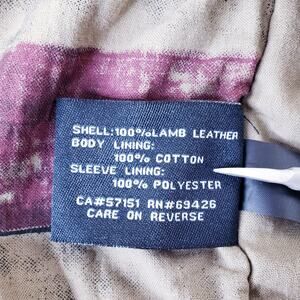 SHELL:100%LAMB LEATHER
BODY LINING:
100% COTTON
SLEEVE LINING:
100% POLYESTER
CA#57151 RN#69426
CARE ON REVERSE